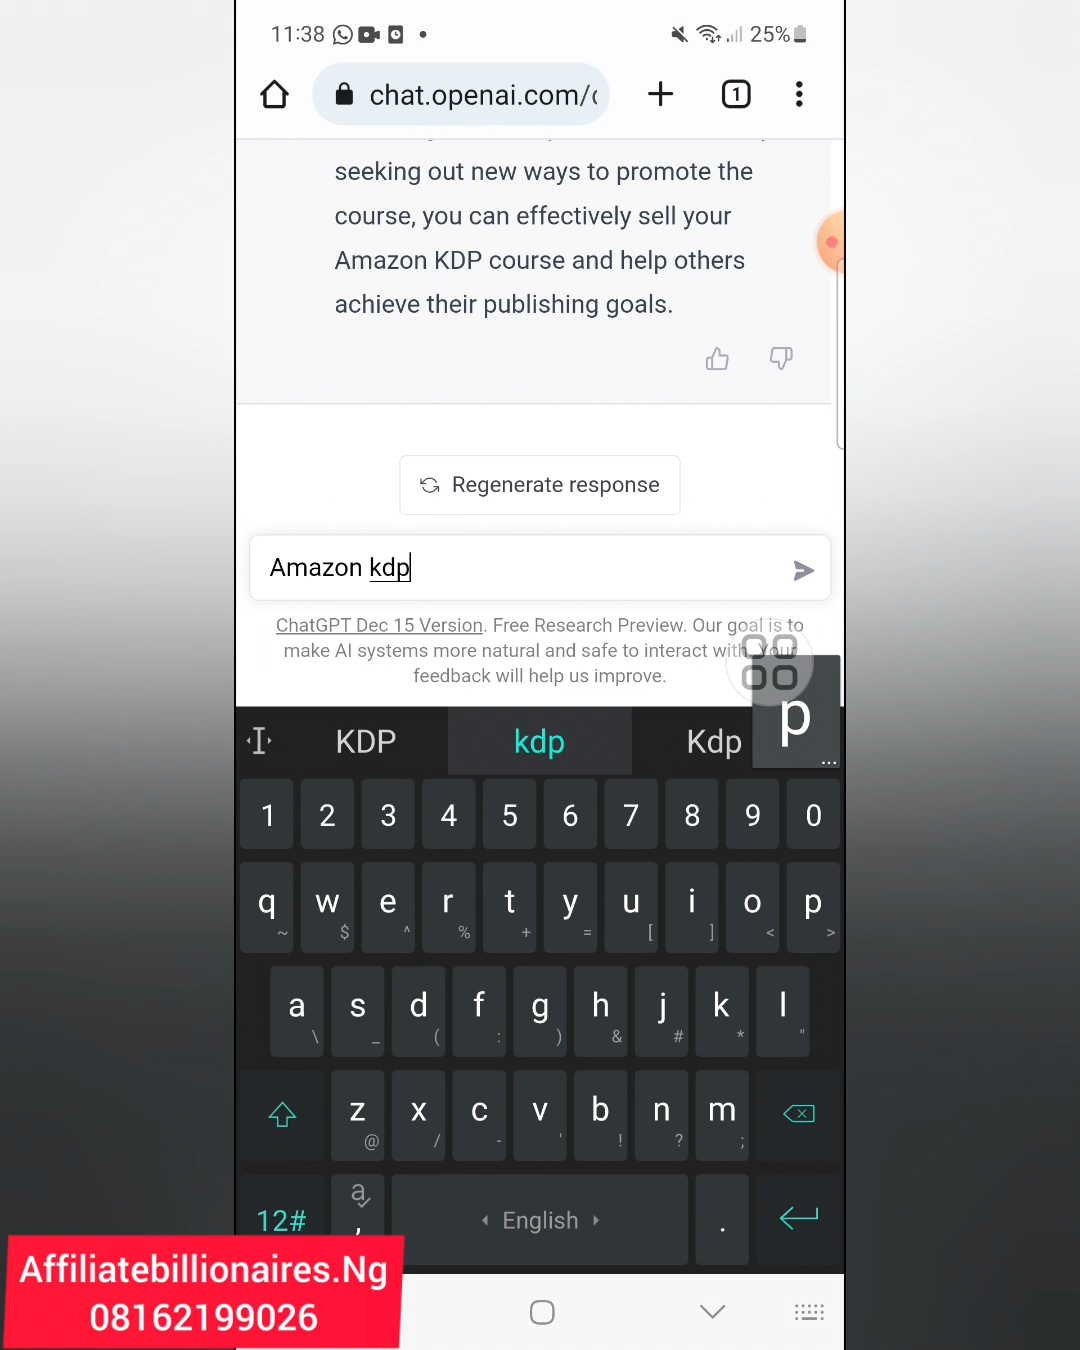 11:38
25%
chat.openai.com/c
1
seeking out new ways to promote the
course, you can effectively sell your
Amazon KDP course and help others
achieve their publishing goals.
Regenerate response
Amazon kdp
ChatGPT Dec 15 Version. Free Research Preview. Our goal is to
make AI systems more natural and safe to interact with. Your
feedback will help us improve.
p
...
KDP kdp Kdp
1 2 3 4 5 6 7 8 9 0
q w e r t y u i o p
~ $ ^ % + = [ ] < >
a s d f g h j k l
\ _ ( : ) & # * "
z x c v b n m
@ / - ' ! ? ;
12# a , English .
Affiliatebillionaires.Ng
08162199026